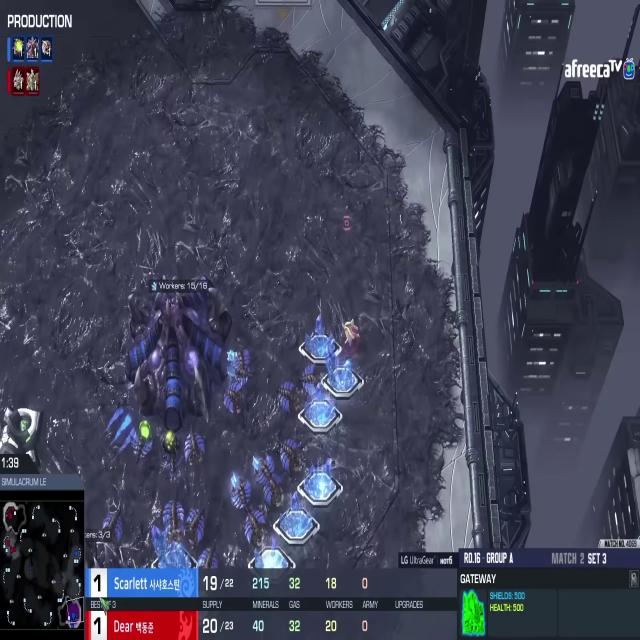 PRODUCTION
afreecaTV
Workers: 15/16
1:39
SIMULACRUM LE
LG UltraGear
RO.16 GROUP A MATCH 2 SET 3
GATEWAY
SHIELDS: 500
HEALTH: 500
1 Scarlett 사샤호스틴 19/22 215 32 18 0
SUPPLY MINERALS GAS WORKERS ARMY UPGRADES
1 Dear 백동준 20/23 40 32 20 0